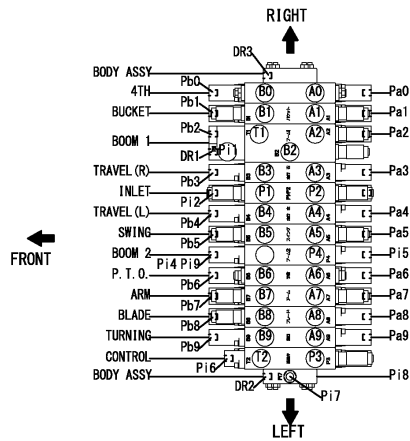 RIGHT
DR3
BODY ASSY
Pb0
4TH B0 A0 Pa0
Pb1
BUCKET B1 A1 Pa1
Pb2 T1 A2 Pa2
BOOM 1
Pi1 B2
DR1
TRAVEL(R) B3 A3 Pa3
Pb3
INLET P1 P2
Pi2
TRAVEL(L) B4 A4 Pa4
Pb4
SWING B5 A5 Pa5
Pb5
BOOM 2 P4 Pi5
Pi4 Pi9
P.T.O. B6 A6 Pa6
Pb6
ARM B7 A7 Pa7
Pb7
BLADE B8 A8 Pa8
Pb8
TURNING B9 A9 Pa9
Pb9
CONTROL T2 P3
Pi6
BODY ASSY Pi8
DR2 Pi7
FRONT
LEFT